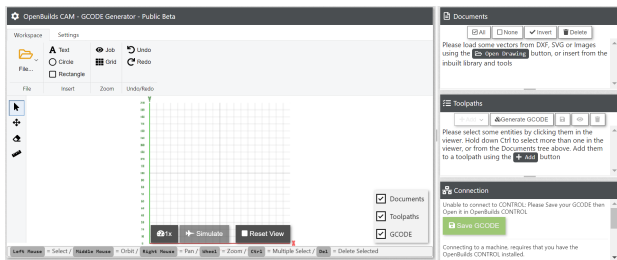 OpenBuilds CAM - GCODE Generator - Public Beta
Workspace Settings
File...
A Text
Circle
Rectangle
Job
Grid
Undo
Redo
File Insert Zoom Undo/Redo
Y
X
1x Simulate Reset View
Documents
Toolpaths
GCODE
Left Mouse = Select / Middle Mouse = Orbit / Right Mouse = Pan / Wheel = Zoom / Ctrl = Multiple Select / Del = Delete Selected
Documents
All None Invert Delete
Please load some vectors from DXF, SVG or Images
using the Open Drawing button, or insert from the
inbuilt library and tools
Toolpaths
Add Generate GCODE
Please select some entities by clicking them in the
viewer. Hold down Ctrl to select more than one in the
viewer, or from the Documents tree above. Add them
to a toolpath using the + Add button
Connection
Unable to connect to CONTROL: Please Save your GCODE then
Open it in OpenBuilds CONTROL
Save GCODE
Connecting to a machine, requires that you have the
OpenBuilds CONTROL installed.